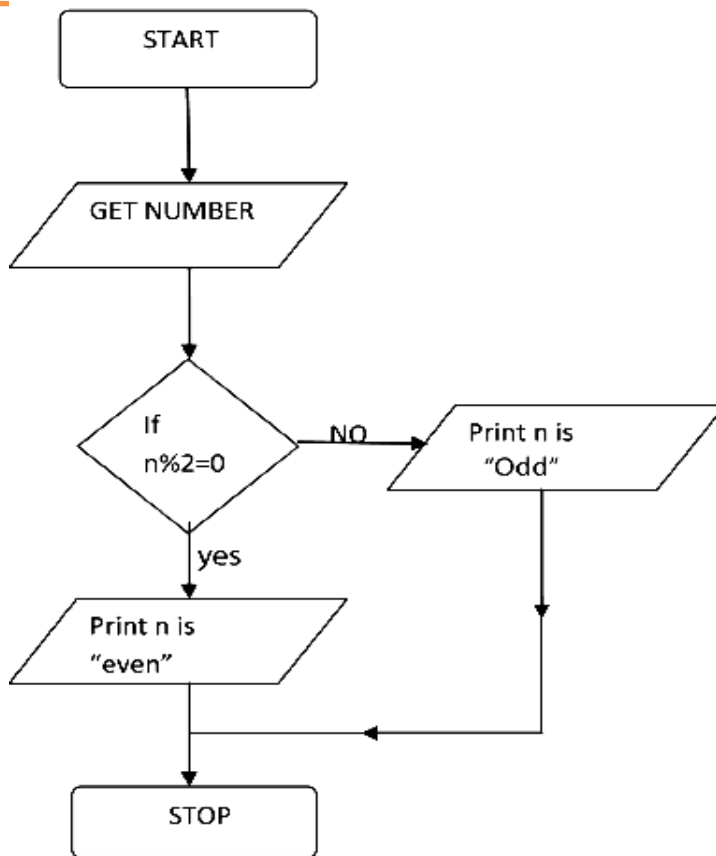 START
GET NUMBER
If
n%2=0
NO
Print n is
“Odd”
yes
Print n is
“even”
STOP